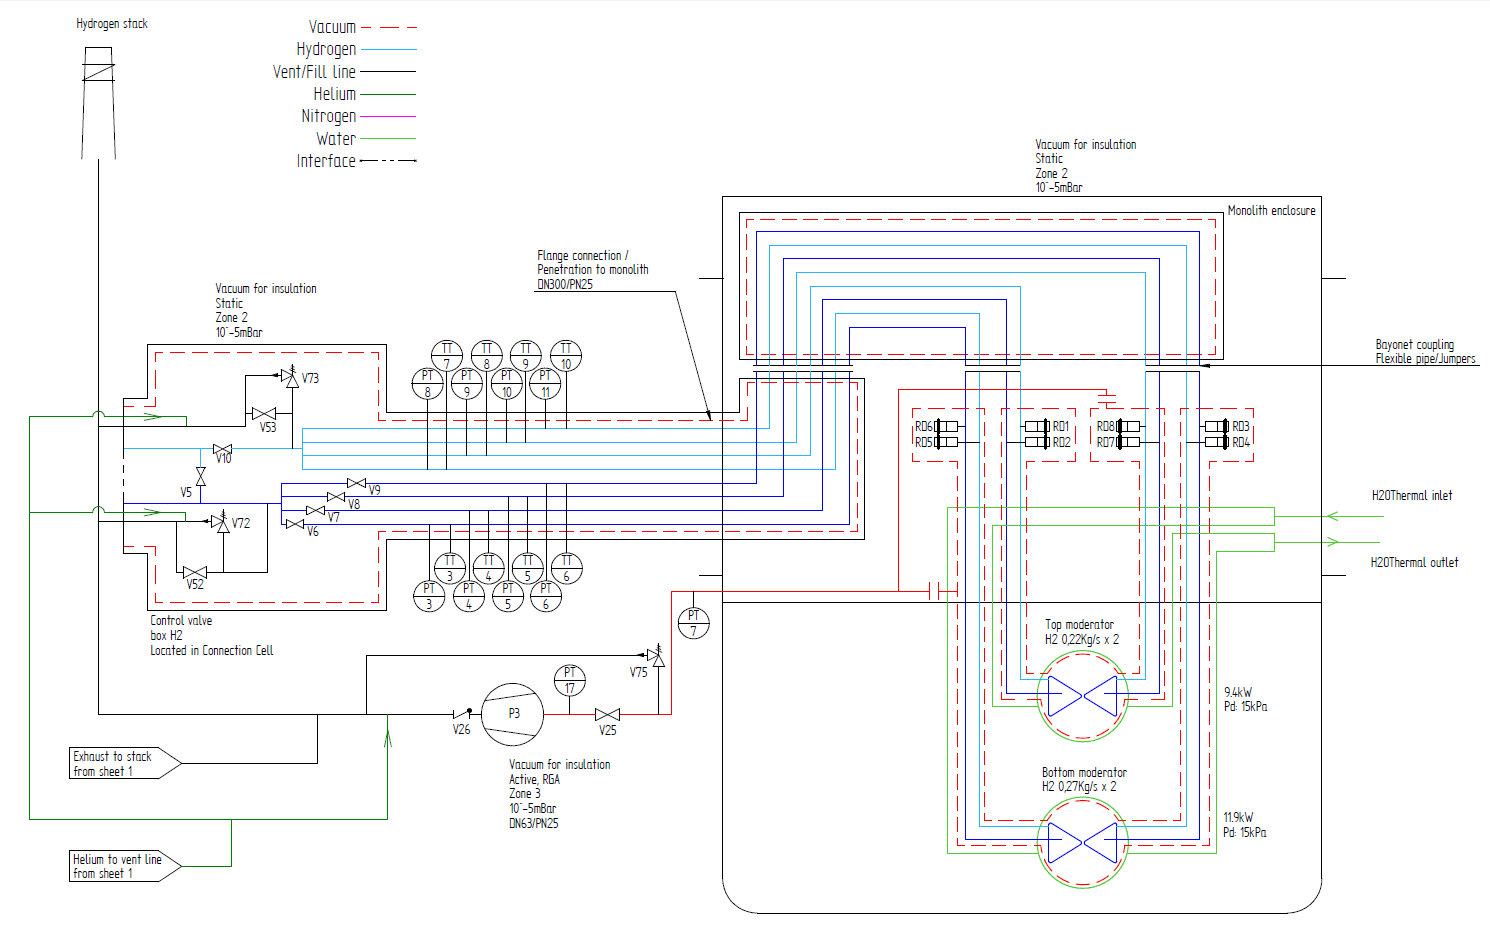 Hydrogen stack
Vacuum
Hydrogen
Vent/Fill line
Helium
Nitrogen
Water
Interface
Vacuum for insulation
Static
Zone 2
10^-5mBar
Monolith enclosure
Flange connection /
Penetration to monolith
DN300/PN25
Vacuum for insulation
Static
Zone 2
10^-5mBar
Bayonet coupling
Flexible pipe/Jumpers
TT
7
TT
8
TT
9
TT
10
PT
8
PT
9
PT
10
PT
11
V73
V53
V10
V5
V72
V52
V9
V8
V7
V6
RD6
RD5
RD1
RD2
RD8
RD7
RD3
RD4
H2OThermal inlet
H2OThermal outlet
TT
3
TT
4
TT
5
TT
6
PT
3
PT
4
PT
5
PT
6
PT
7
Control valve
box H2
Located in Connection Cell
Top moderator
H2 0,22Kg/s x 2
V75
PT
17
P3
V26
V25
9.4kW
Pd: 15kPa
Exhaust to stack
from sheet 1
Vacuum for insulation
Active, RGA
Zone 3
10^-5mBar
DN63/PN25
Bottom moderator
H2 0,27Kg/s x 2
11.9kW
Pd: 15kPa
Helium to vent line
from sheet 1